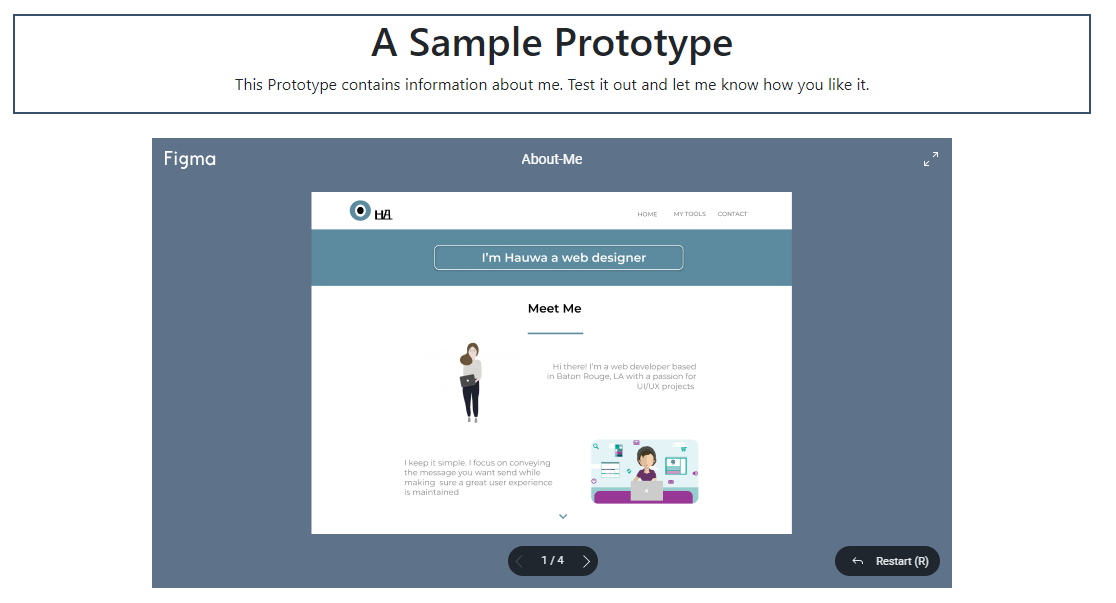 A Sample Prototype
This Prototype contains information about me. Test it out and let me know how you like it.
Figma
About-Me
HA
HOME MY TOOLS CONTACT
I'm Hauwa a web designer
Meet Me
Hi there! I'm a web developer based
in Baton Rouge, LA with a passion for
UI/UX projects
I keep it simple. I focus on conveying
the message you want send while
making sure a great user experience
is maintained
1 / 4
Restart (R)